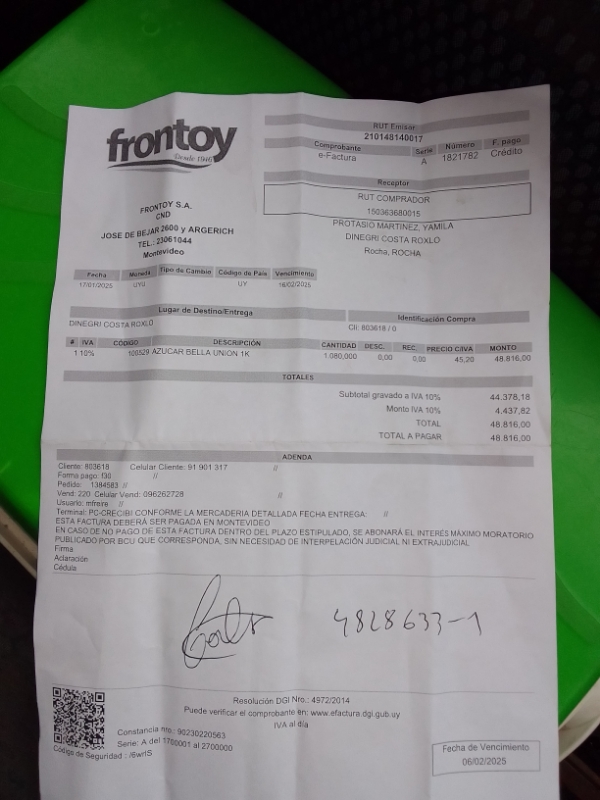 frontoy
Desde 1946
RUT Emisor
210148140017
Comprobante Serie Número F. pago
e-Factura A 1821782 Crédito
Receptor
RUT COMPRADOR
150363680015
PROTASIO MARTINEZ, YAMILA
DINEGRI COSTA ROXLO
Rocha, ROCHA
FRONTOY S.A.
CND
JOSE DE BEJAR 2600 y ARGERICH
TEL.: 23061044
Montevideo
Fecha Moneda Tipo de Cambio Código de País Vencimiento
17/01/2025 UYU UY 16/02/2025
Lugar de Destino/Entrega Identificación Compra
DINEGRI COSTA ROXLO Cli: 803618 / 0
# IVA CÓDIGO DESCRIPCIÓN CANTIDAD DESC. REC. PRECIO C/IVA MONTO
1 10% 106529 AZUCAR BELLA UNION 1K 1.080,000 0,00 0,00 45,20 48.816,00
TOTALES
Subtotal gravado a IVA 10% 44.378,18
Monto IVA 10% 4.437,82
TOTAL 48.816,00
TOTAL A PAGAR 48.816,00
ADENDA
Cliente: 803618 Celular Cliente: 91 901 317 //
Forma pago: f30 //
Pedido: 1384583 //
Vend: 220 Celular Vend: 096262728 //
Usuario: mfreire //
Terminal: PC-CRECIBI CONFORME LA MERCADERIA DETALLADA FECHA ENTREGA: //
ESTA FACTURA DEBERÁ SER PAGADA EN MONTEVIDEO
EN CASO DE NO PAGO DE ESTA FACTURA DENTRO DEL PLAZO ESTIPULADO, SE ABONARÁ EL INTERÉS MÁXIMO MORATORIO
PUBLICADO POR BCU QUE CORRESPONDA, SIN NECESIDAD DE INTERPELACIÓN JUDICIAL NI EXTRAJUDICIAL
Firma
Aclaración
Cédula
4828633-1
Resolución DGI Nro.: 4972/2014
Puede verificar el comprobante en: www.efactura.dgi.gub.uy
IVA al día
Constancia nro.: 90230220563
Serie: A del 1700001 al 2700000
Código de Seguridad : /6wrlS
Fecha de Vencimiento
06/02/2025